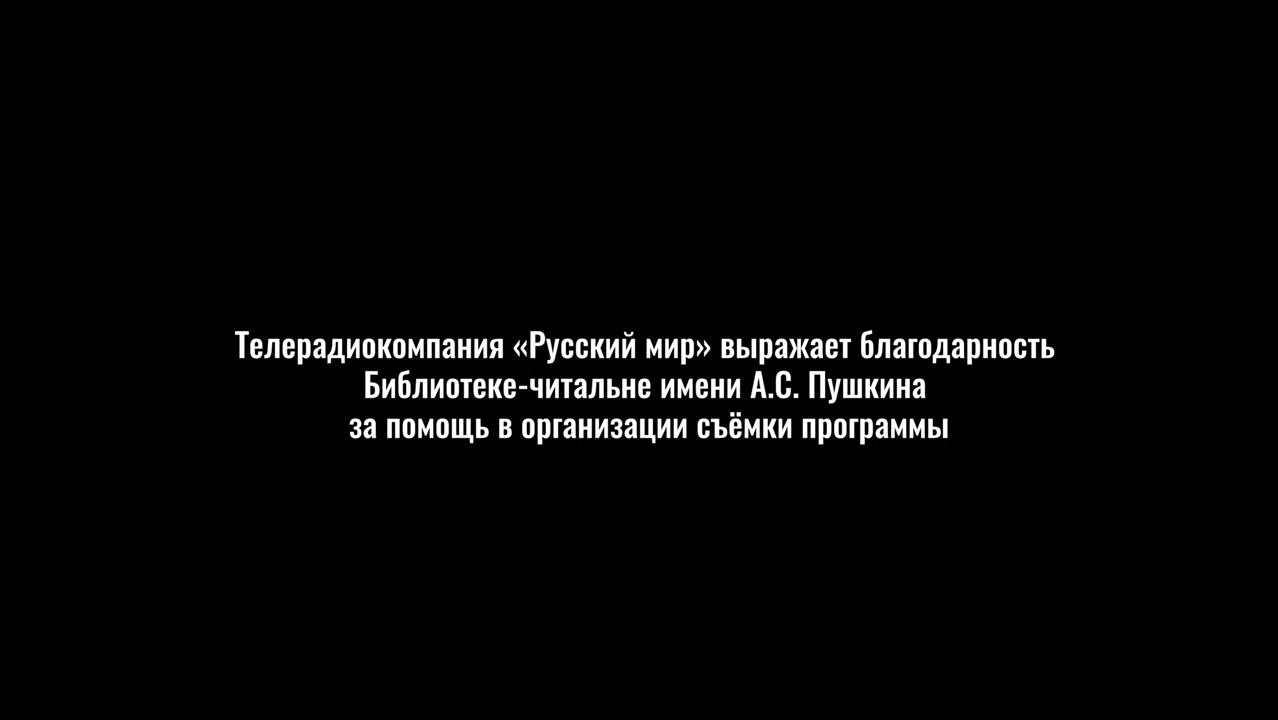 Телерадиокомпания «Русский мир» выражает благодарность
Библиотеке-читальне имени А.С. Пушкина
за помощь в организации съёмки программы